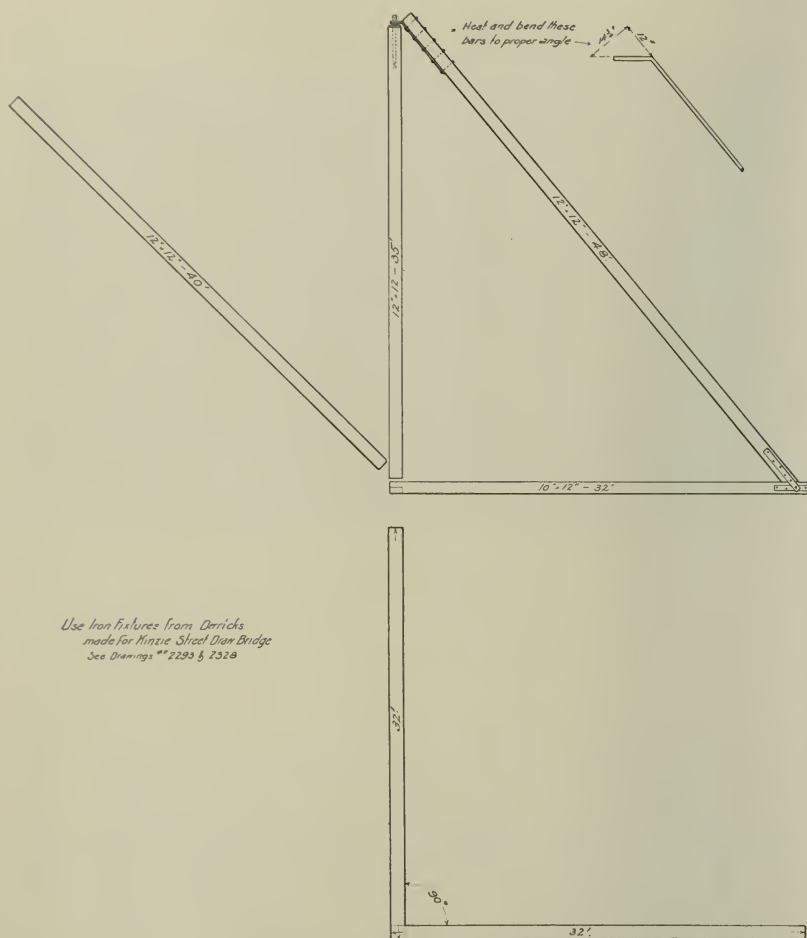 Heat and bend these
bars to proper angle
12"
12"×12"-40'
12"×12-35'
12"×12"-48'
10"×12"-32'
Use Iron Fixtures from Derricks
made for Kinzie Street Draw Bridge
See Drawings ## 2293 & 2328
32'
90°
32'